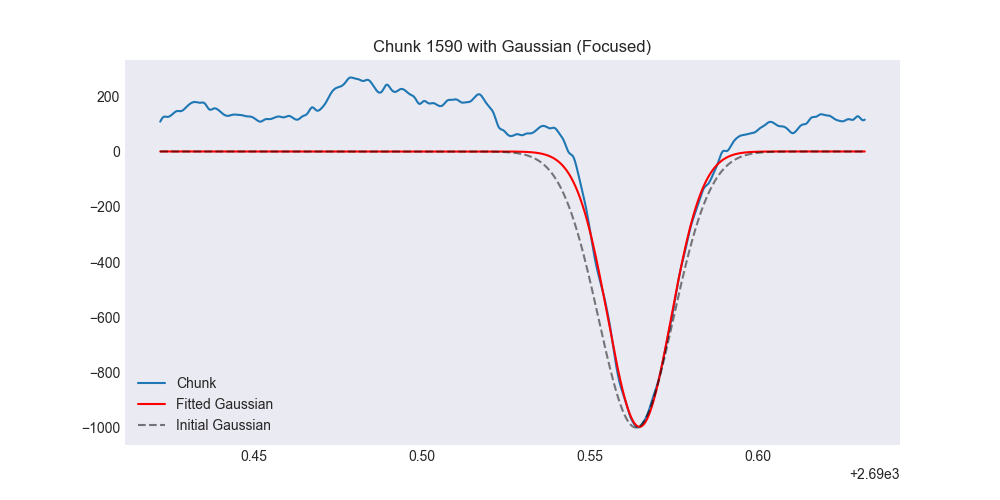 Chunk 1590 with Gaussian (Focused)
200
0
−200
−400
−600
−800
−1000
Chunk
Fitted Gaussian
Initial Gaussian
0.45 0.50 0.55 0.60
+2.69e3